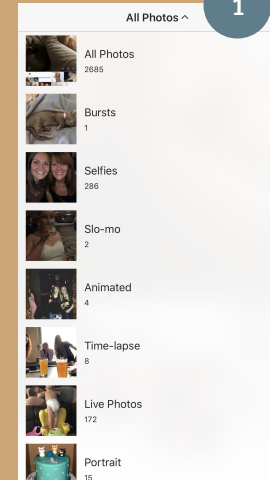 1
All Photos
All Photos
2685
Bursts
1
Selfies
286
Slo-mo
2
Animated
4
Time-lapse
8
Live Photos
172
Portrait
15